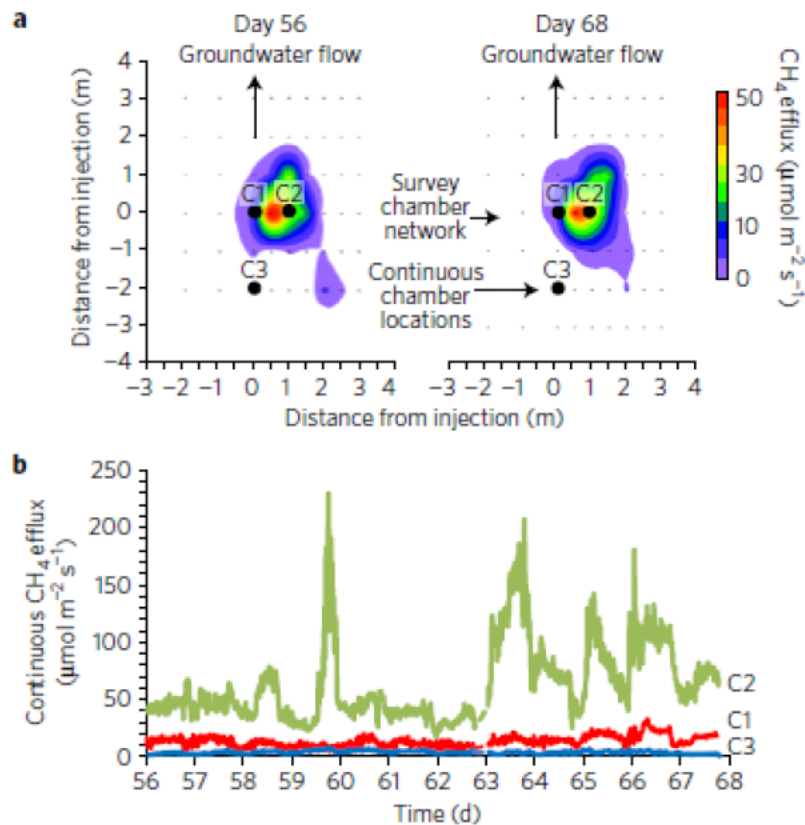 a
Day 56
Groundwater flow
Day 68
Groundwater flow
Distance from injection (m)
4
3
2
1
0
−1
−2
−3
−4
C1 C2
C3
Survey
chamber
network
Continuous
chamber
locations
C1 C2
C3
50
30
10
0
CH₄ efflux (μmol m⁻² s⁻¹)
−3 −2 −1 0 1 2 3 4
−3 −2 −1 0 1 2 3 4
Distance from injection (m)
b
Continuous CH₄ efflux
(μmol m⁻² s⁻¹)
250
200
150
100
50
0
C2
C1
C3
56 57 58 59 60 61 62 63 64 65 66 67 68
Time (d)